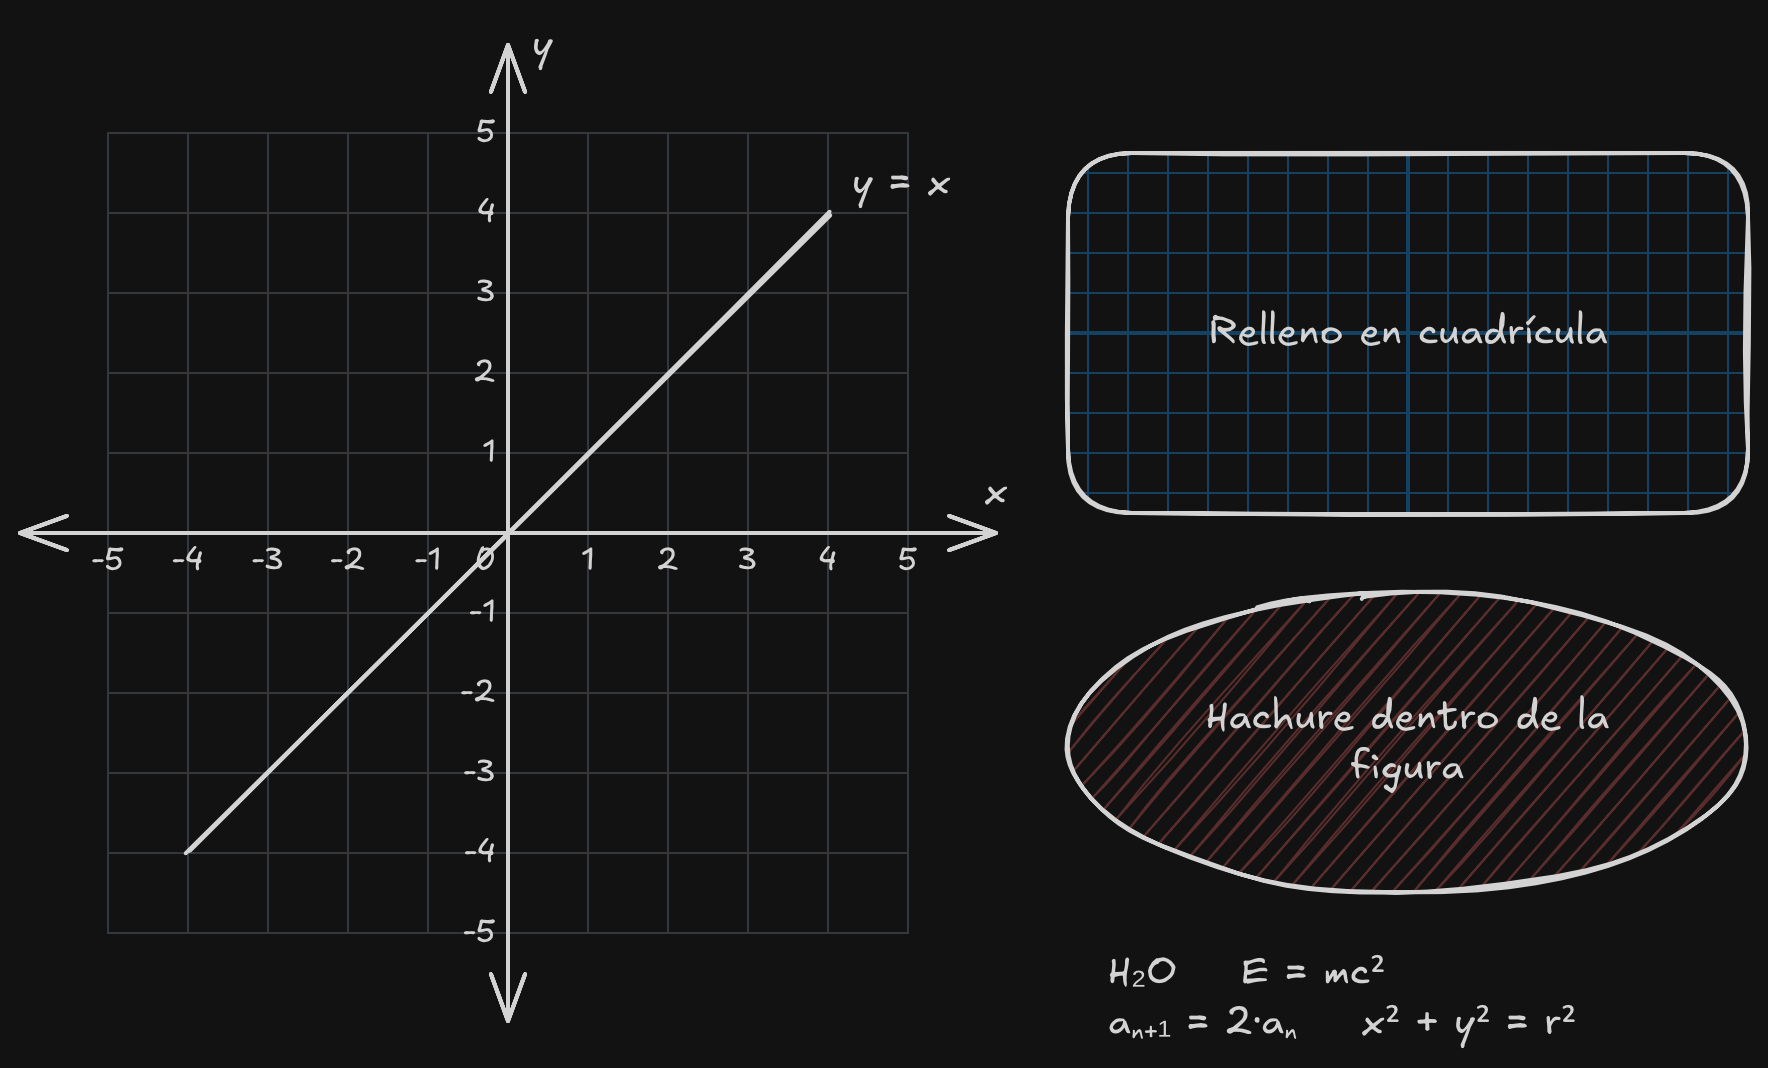 y
5
y = x
4
3
2
1
x
-5 -4 -3 -2 -1 0 1 2 3 4 5
-1
-2
-3
-4
-5
Relleno en cuadrícula
Hachure dentro de la
figura
H₂O E = mc²
aₙ₊₁ = 2·aₙ x² + y² = r²